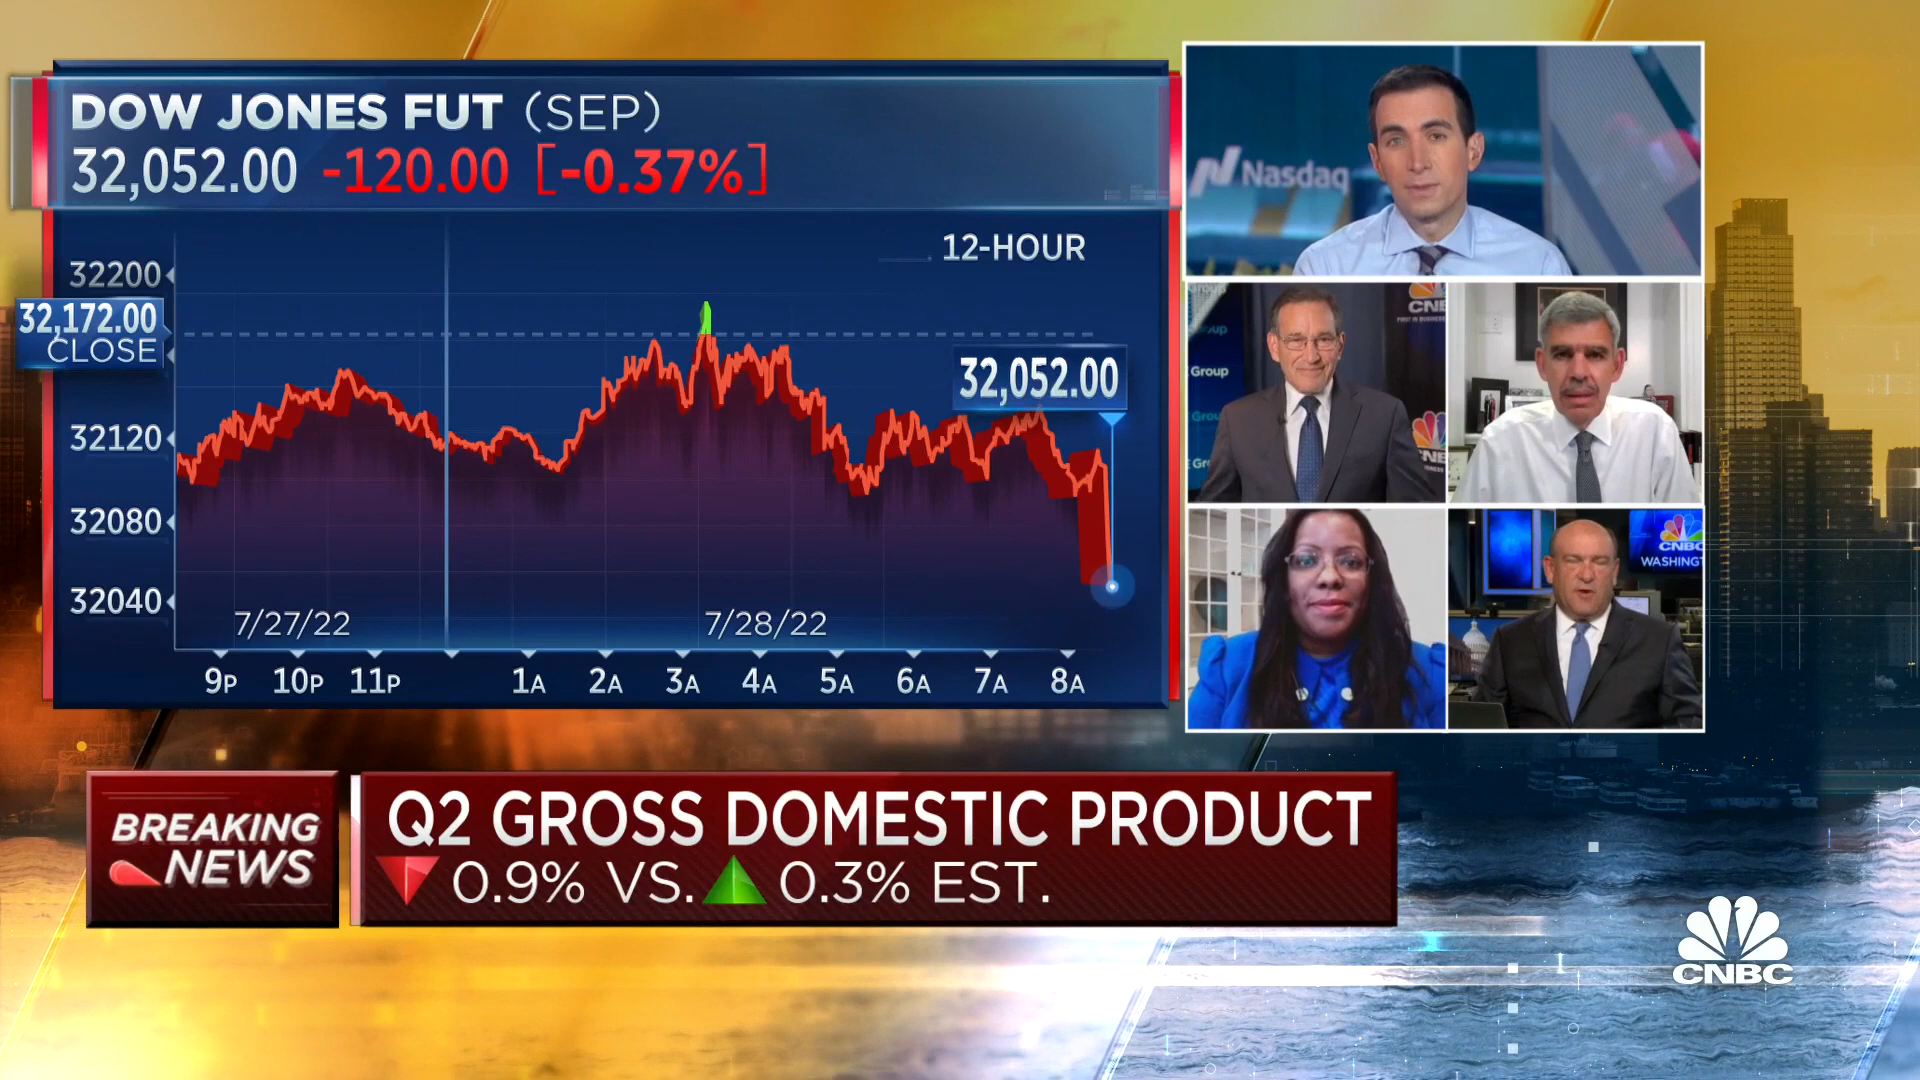 DOW JONES FUT (SEP)
32,052.00 -120.00 [-0.37%]
12-HOUR
32200
32,172.00
CLOSE
32,052.00
32120
32080
32040
7/27/22 7/28/22
9P 10P 11P 1A 2A 3A 4A 5A 6A 7A 8A
Nasdaq
Group
Group
CNB
CNB
CNBC
WASHINGT
BREAKING
NEWS
Q2 GROSS DOMESTIC PRODUCT
0.9% VS. 0.3% EST.
CNBC